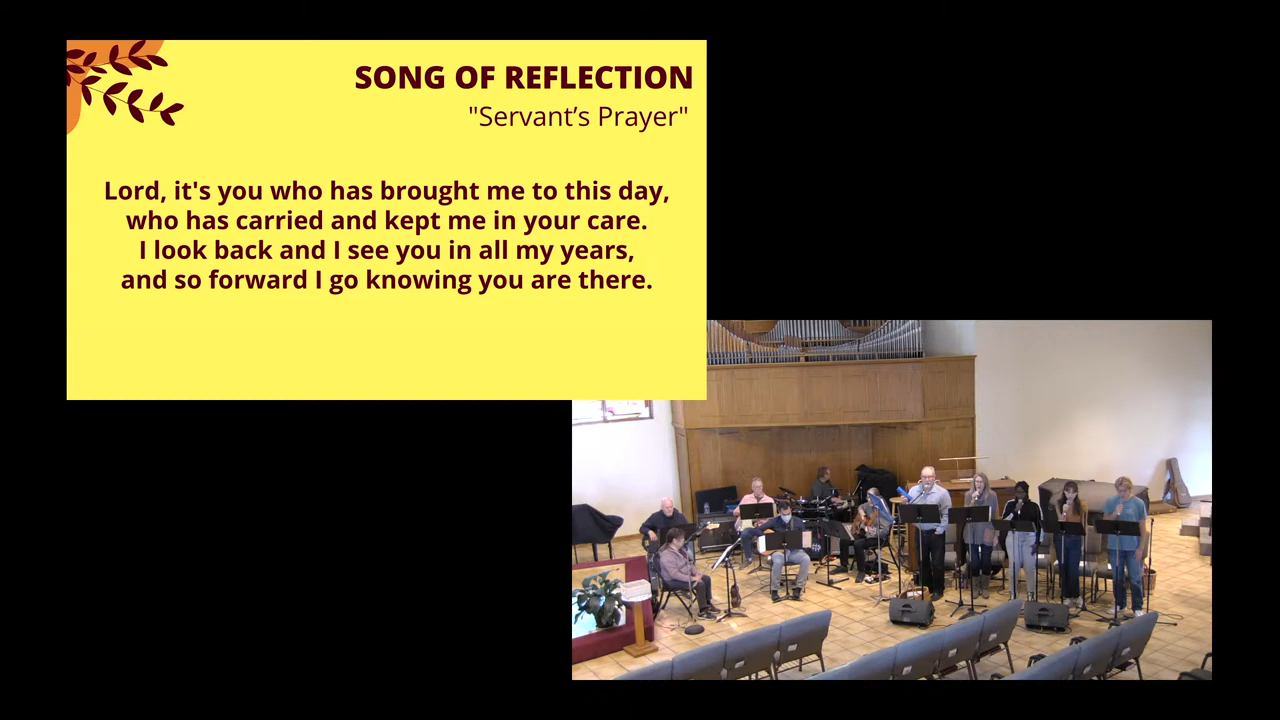 SONG OF REFLECTION
"Servant’s Prayer"
Lord, it's you who has brought me to this day,
who has carried and kept me in your care.
I look back and I see you in all my years,
and so forward I go knowing you are there.